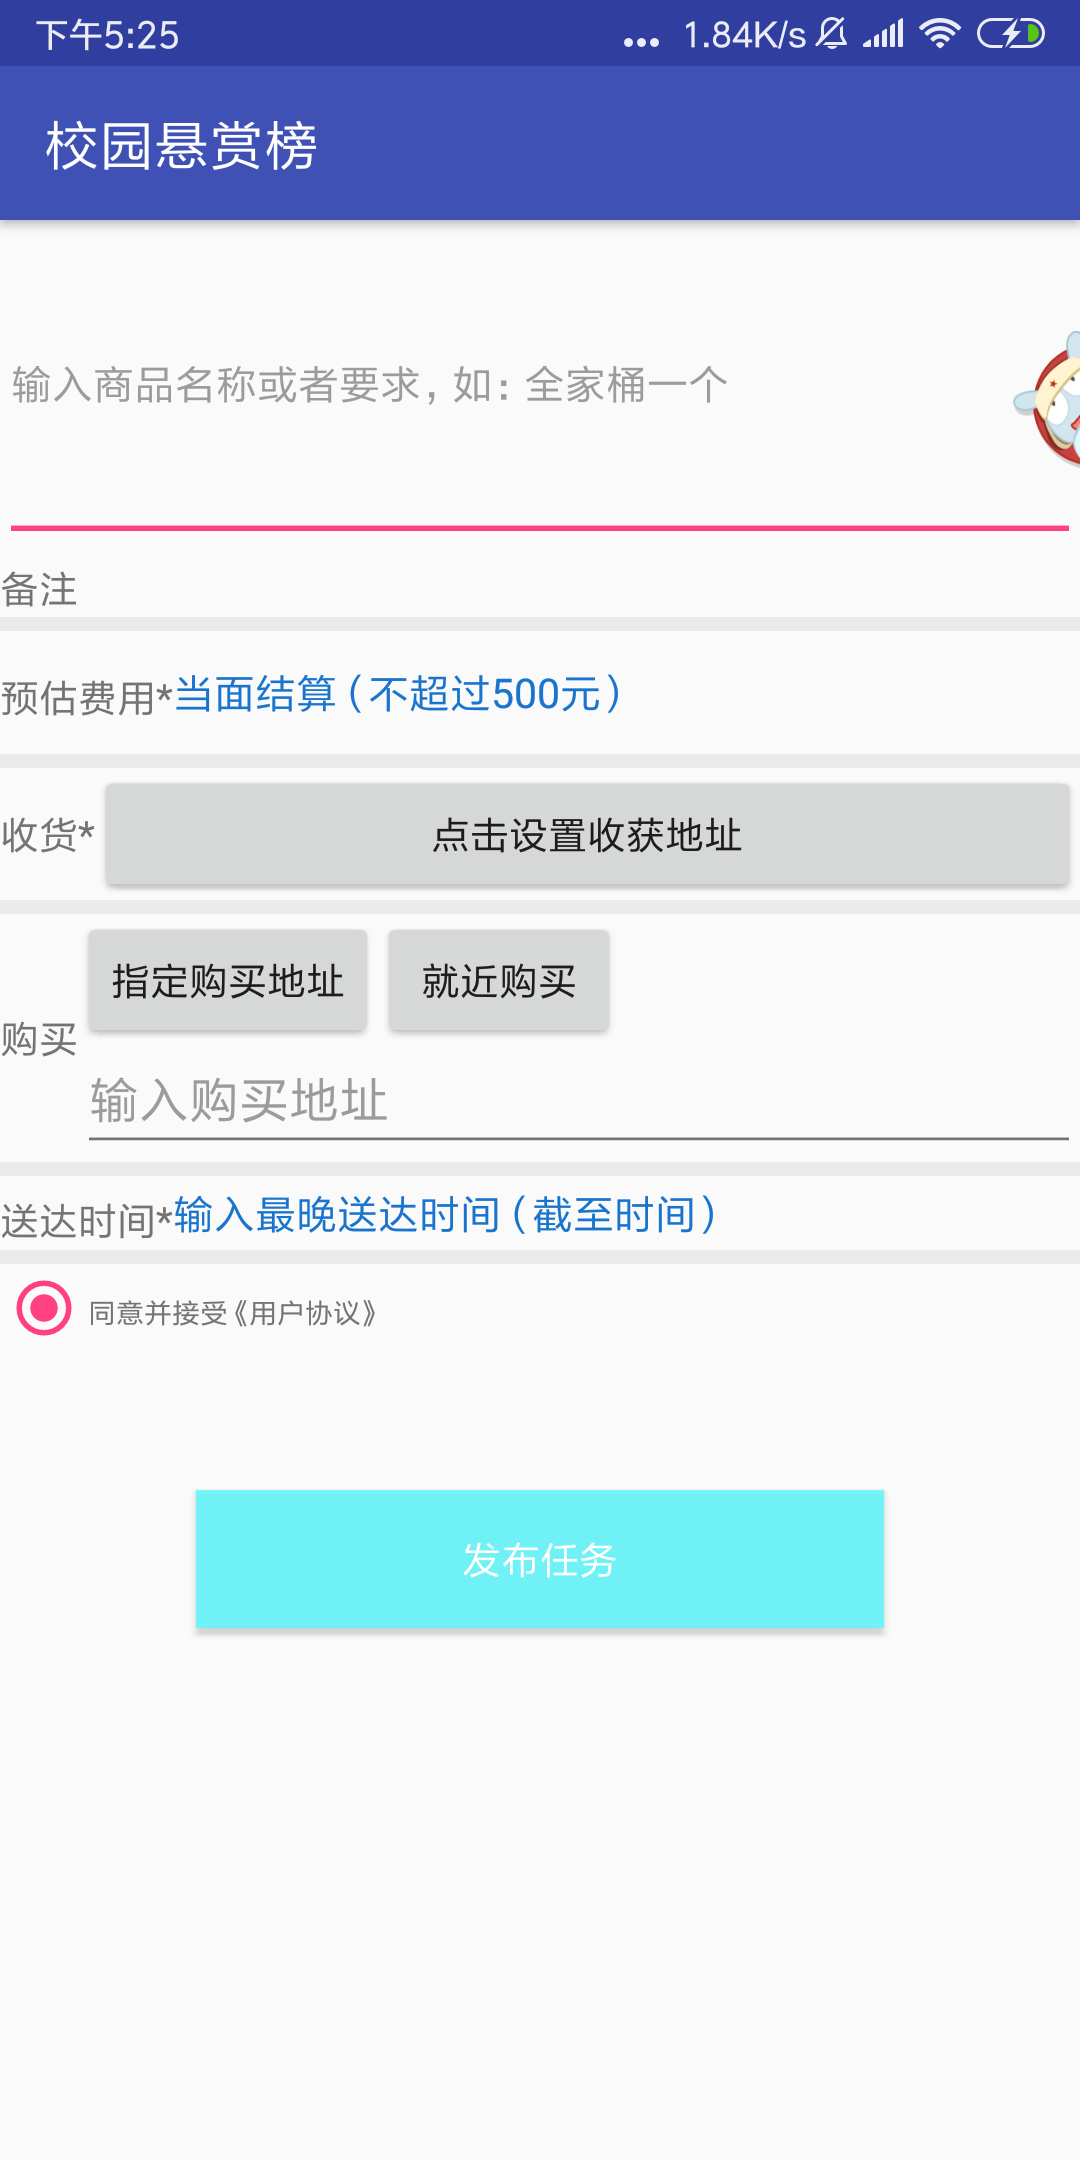 下午5:25 ... 1.84K/s
校园悬赏榜
输入商品名称或者要求，如：全家桶一个
备注
预估费用*当面结算（不超过500元）
收货* 点击设置收获地址
指定购买地址 就近购买
购买
输入购买地址
送达时间*输入最晚送达时间（截至时间）
同意并接受《用户协议》
发布任务